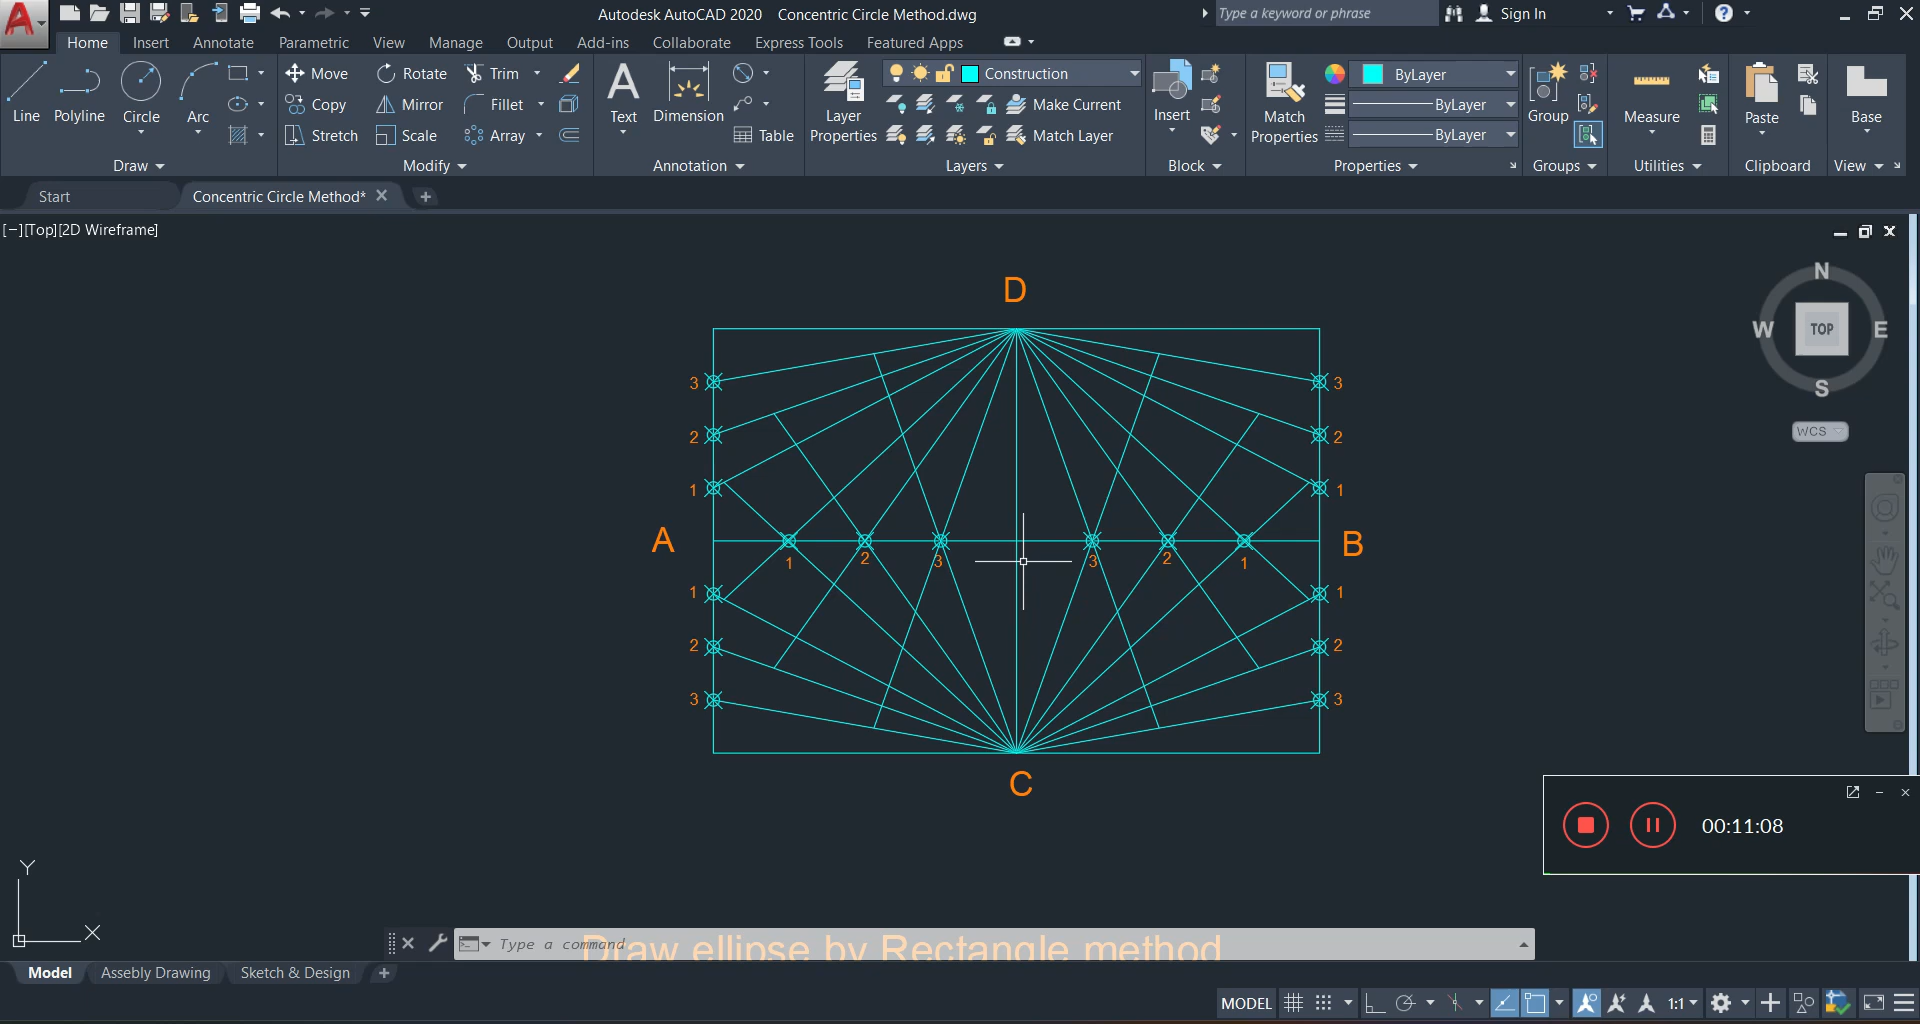 Autodesk AutoCAD 2020 Concentric Circle Method.dwg
Type a keyword or phrase
Sign In
Home Insert Annotate Parametric View Manage Output Add-ins Collaborate Express Tools Featured Apps
Line Polyline Circle Arc
Move Rotate Trim
Copy Mirror Fillet
Stretch Scale Array
Text Dimension Table
Layer Properties
Construction
Make Current
Match Layer
Insert
Match Properties
ByLayer
ByLayer
ByLayer
Group Measure Paste Base
Draw Modify Annotation Layers Block Properties Groups Utilities Clipboard View
Start Concentric Circle Method*
[−][Top][2D Wireframe]
N
W TOP E
S
WCS
D
3 3
2 2
1 1
A B
1 2 3 3 2 1
1 1
2 2
3 3
C
00:11:08
Y
X
Type a command
Draw ellipse by Rectangle method
Model Assebly Drawing Sketch & Design
MODEL 1:1